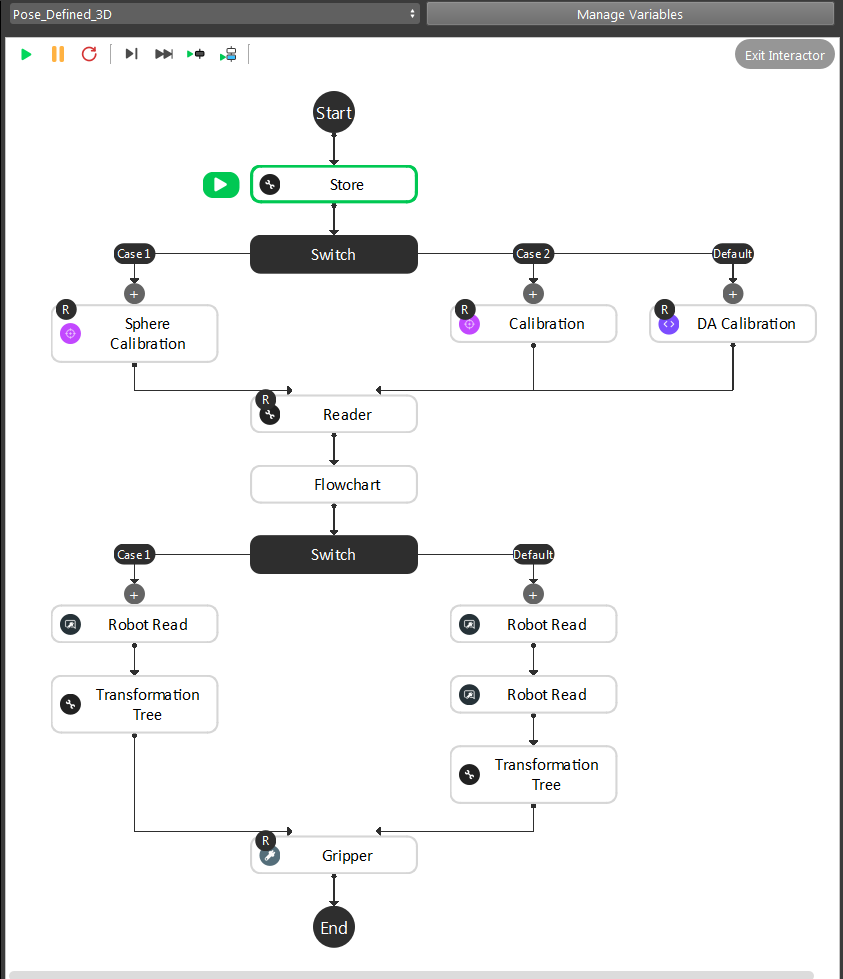 Pose_Defined_3D
Manage Variables
Exit Interactor
Start
Store
Switch
Case 1
Case 2
Default
R
Sphere
Calibration
R
Calibration
R
DA Calibration
R
Reader
Flowchart
Switch
Case 1
Default
Robot Read
Robot Read
Transformation
Tree
Robot Read
Transformation
Tree
R
Gripper
End